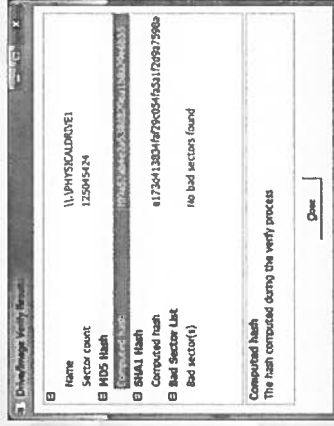 Drive/Image Verify Results
Name \\.\PHYSICALDRIVE1
Sector count 125045424
MD5 Hash
Computed hash
SHA1 Hash
Computed hash
Bad Sector List
Bad sector(s) No bad sectors found
Computed hash
The hash computed during the verify process
Close